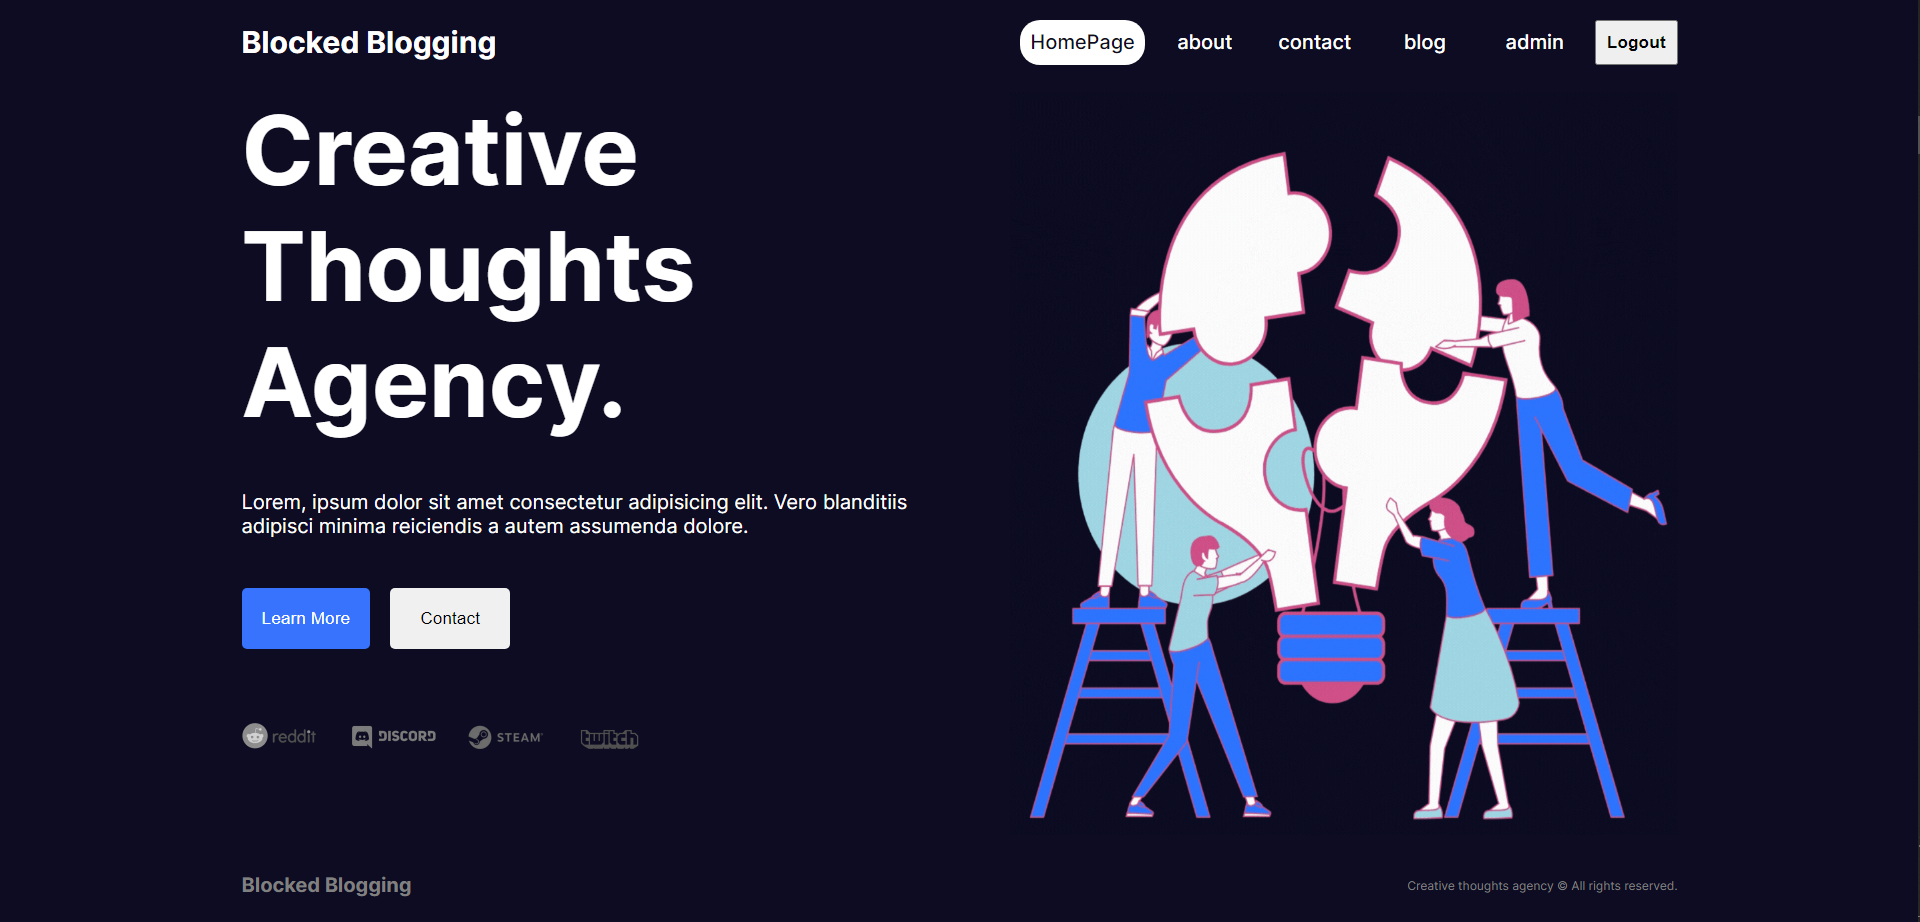 Blocked Blogging
HomePage about contact blog admin Logout
Creative
Thoughts
Agency.
Lorem, ipsum dolor sit amet consectetur adipisicing elit. Vero blanditiis
adipisci minima reiciendis a autem assumenda dolore.
Learn More Contact
reddit DISCORD STEAM twitch
Blocked Blogging
Creative thoughts agency © All rights reserved.